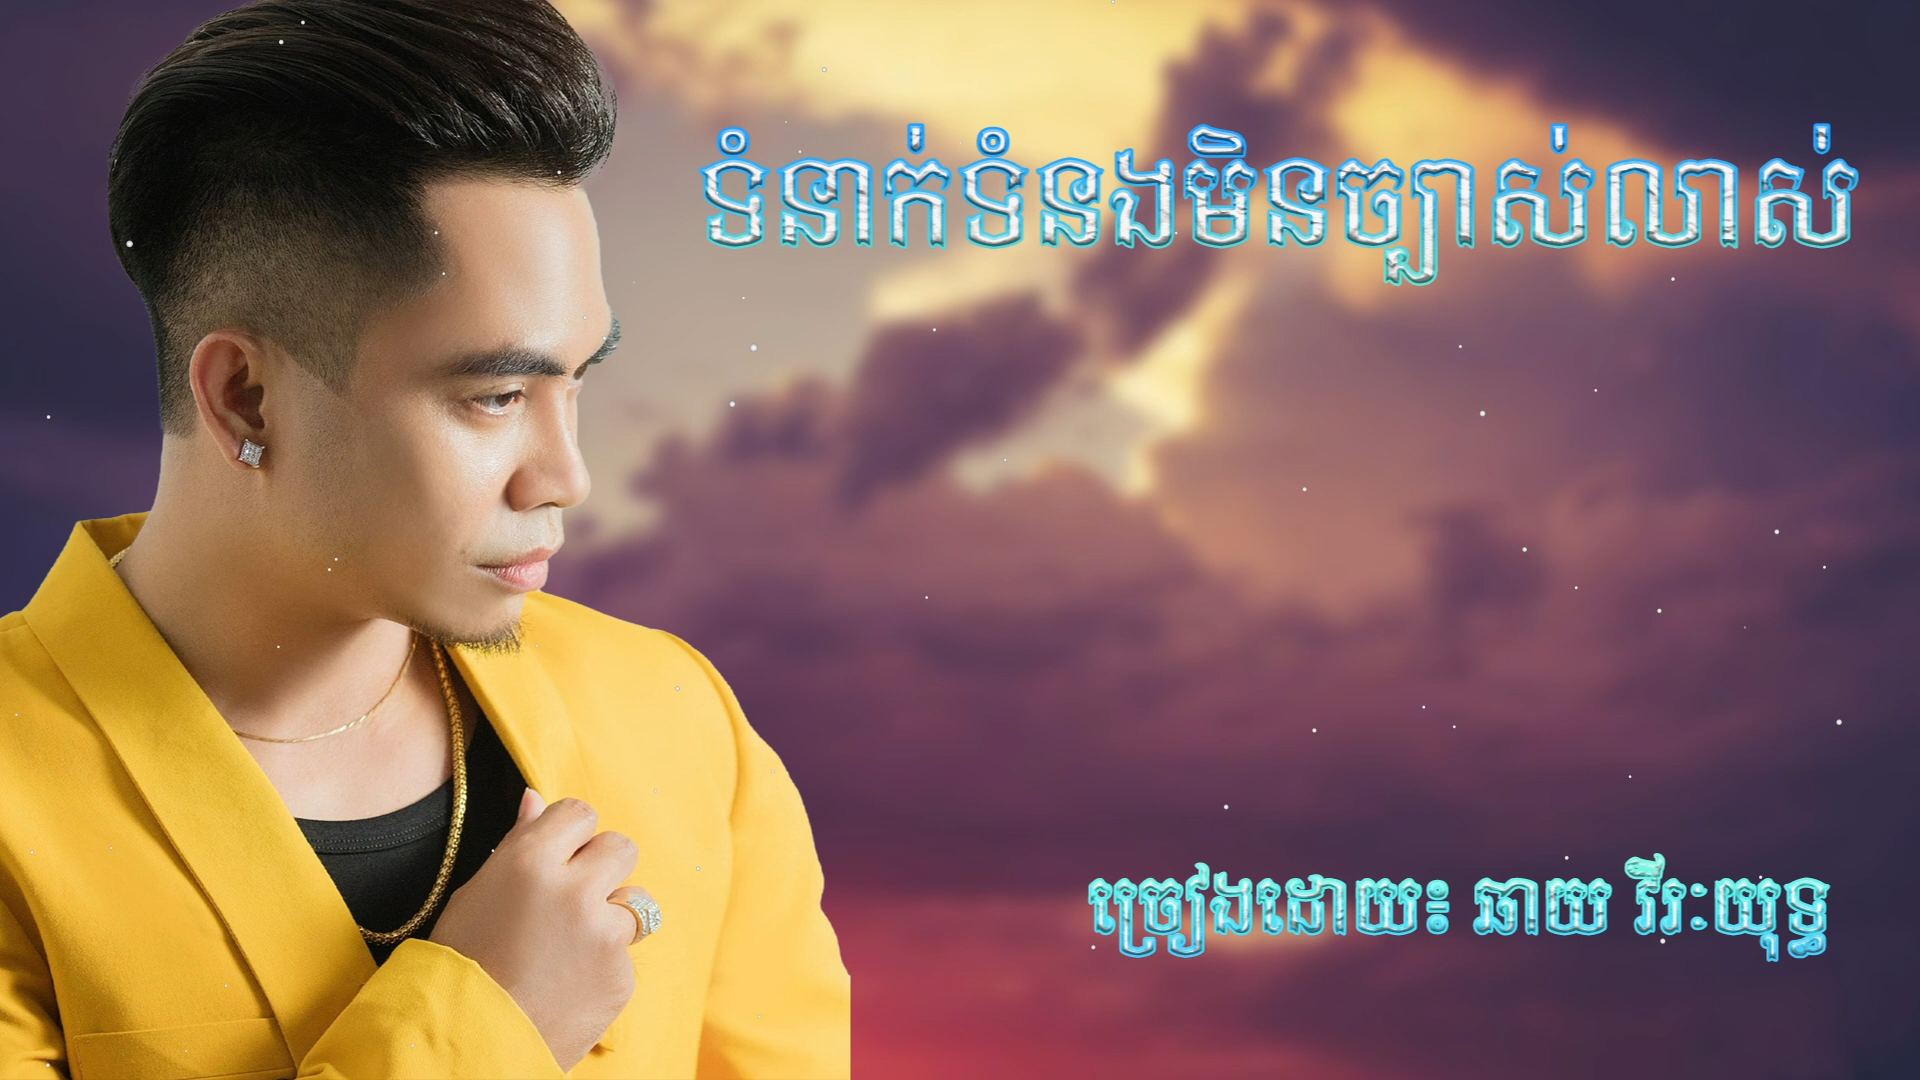 ទំនាក់ទំនងមិនច្បាស់លាស់
ច្រៀងដោយ៖ ឆាយ វីរៈយុទ្ធ